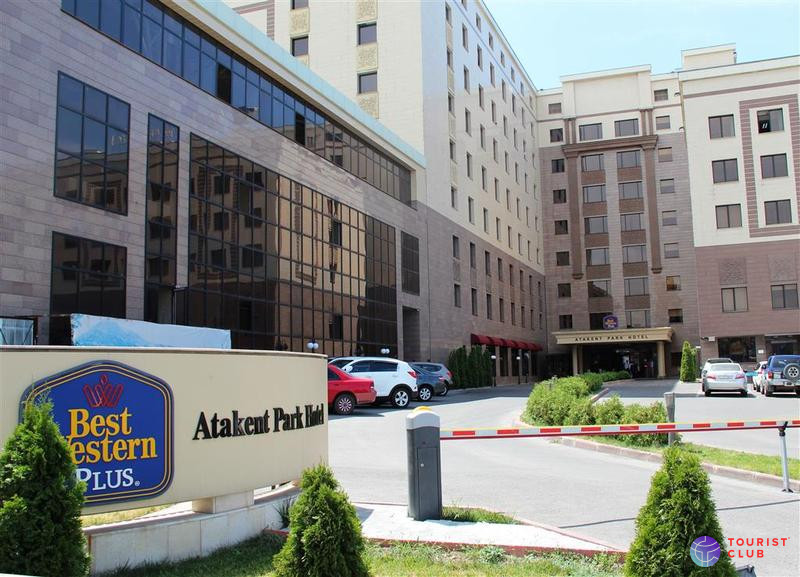 ATAKENT PARK HOTEL
Best
Western
PLUS®
Atakent Park Hotel
TOURIST
CLUB